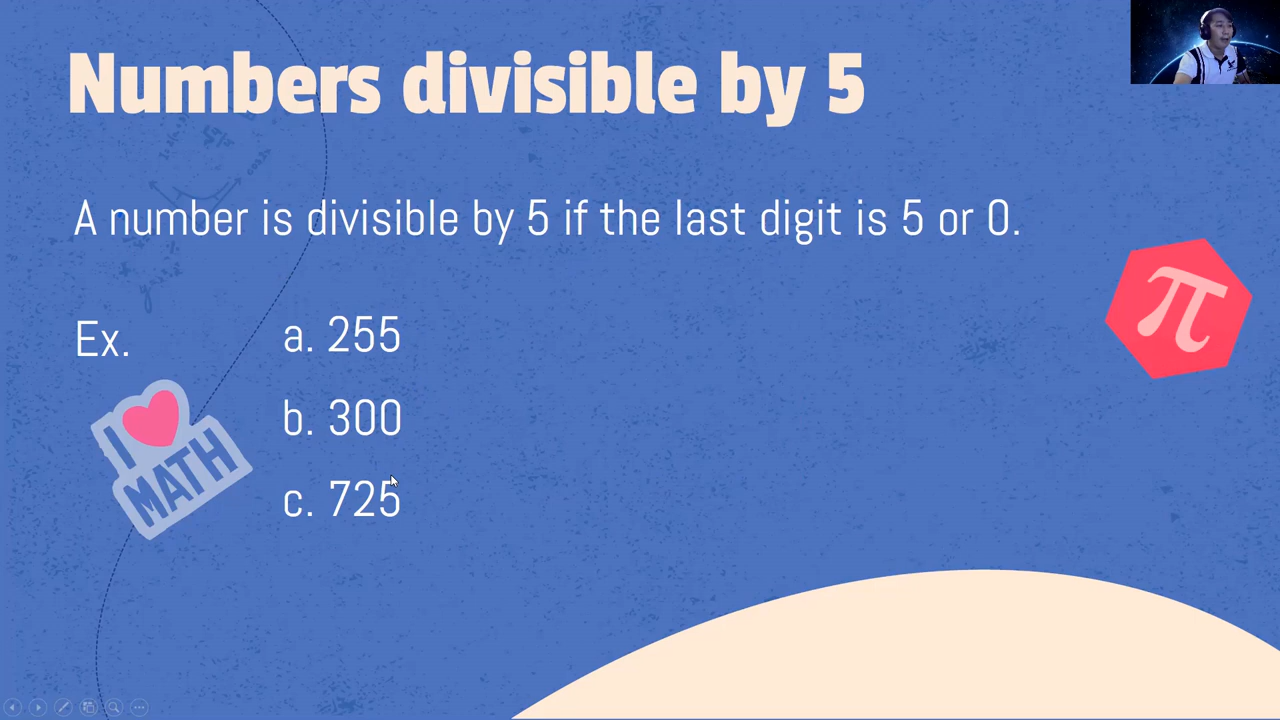 Numbers divisible by 5
A number is divisible by 5 if the last digit is 5 or 0.
Ex.
a. 255
b. 300
c. 725
I
MATH
π